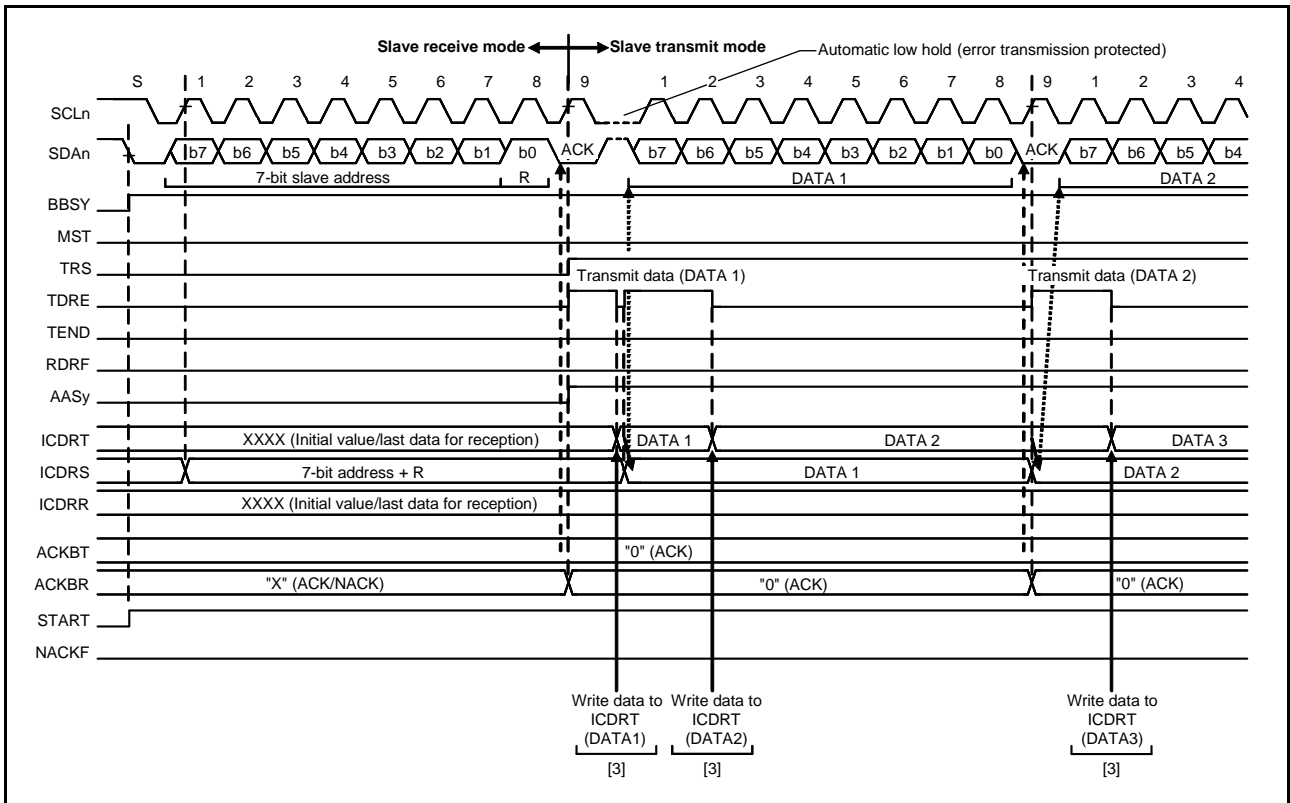 Slave receive mode Slave transmit mode
Automatic low hold (error transmission protected)
S 1 2 3 4 5 6 7 8 9 1 2 3 4 5 6 7 8 9 1 2 3 4
SCLn
SDAn b7 b6 b5 b4 b3 b2 b1 b0 ACK b7 b6 b5 b4 b3 b2 b1 b0 ACK b7 b6 b5 b4
7-bit slave address R DATA 1 DATA 2
BBSY
MST
TRS
Transmit data (DATA 1) Transmit data (DATA 2)
TDRE
TEND
RDRF
AASy
ICDRT XXXX (Initial value/last data for reception) DATA 1 DATA 2 DATA 3
ICDRS 7-bit address + R DATA 1 DATA 2
ICDRR XXXX (Initial value/last data for reception)
ACKBT "0" (ACK)
ACKBR "X" (ACK/NACK) "0" (ACK) "0" (ACK)
START
NACKF
Write data to Write data to Write data to
ICDRT ICDRT ICDRT
(DATA1) (DATA2) (DATA3)
[3] [3] [3]